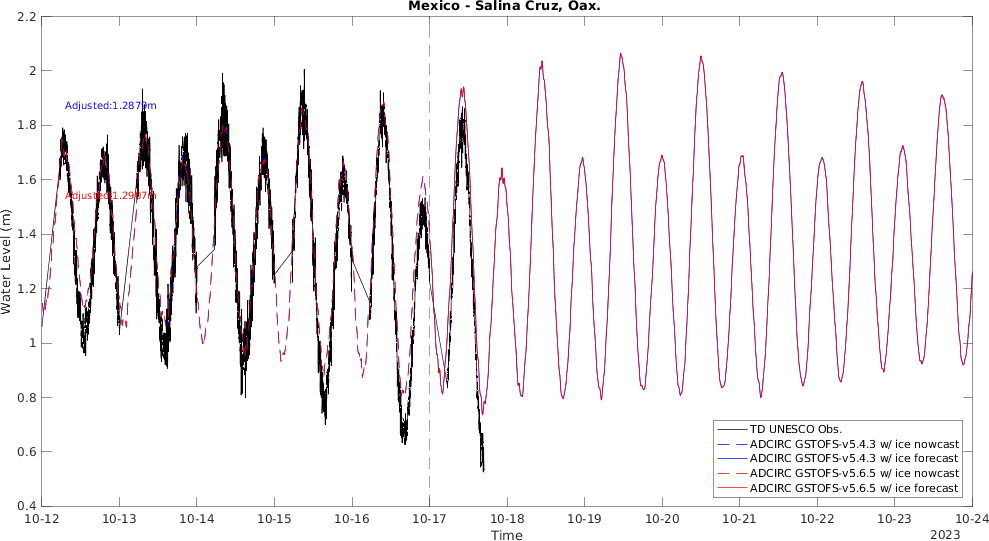 Mexico - Salina Cruz, Oax.
Water Level (m)
2.2
2
1.8
1.6
1.4
1.2
1
0.8
0.6
0.4
Adjusted:1.2879m
Adjusted:1.2907m
TD UNESCO Obs.
ADCIRC GSTOFS-v5.4.3 w/ ice nowcast
ADCIRC GSTOFS-v5.4.3 w/ ice forecast
ADCIRC GSTOFS-v5.6.5 w/ ice nowcast
ADCIRC GSTOFS-v5.6.5 w/ ice forecast
10-12 10-13 10-14 10-15 10-16 10-17 10-18 10-19 10-20 10-21 10-22 10-23 10-24
Time
2023